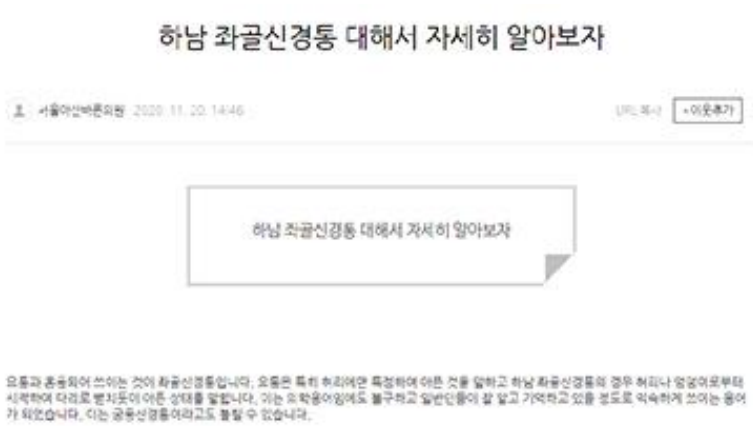 하남 좌골신경통 대해서 자세히 알아보자
서울아산바른의원 2020. 11. 20. 14:46
URL 복사 +이웃추가
하남 좌골신경통 대해서 자세히 알아보자
요통과 혼용되어 쓰이는 것이 좌골신경통입니다. 요통은 특히 허리에만 특정하여 아픈 것을 말하고 하남 좌골신경통의 경우 허리나 엉덩이로부터
시작하여 다리로 뻗치듯이 아픈 상태를 말합니다. 이는 의학용어임에도 불구하고 일반인들이 잘 알고 기억하고 있을 정도로 익숙하게 쓰이는 용어
가 되었습니다. 이는 궁둥신경통이라고도 불릴 수 있습니다.